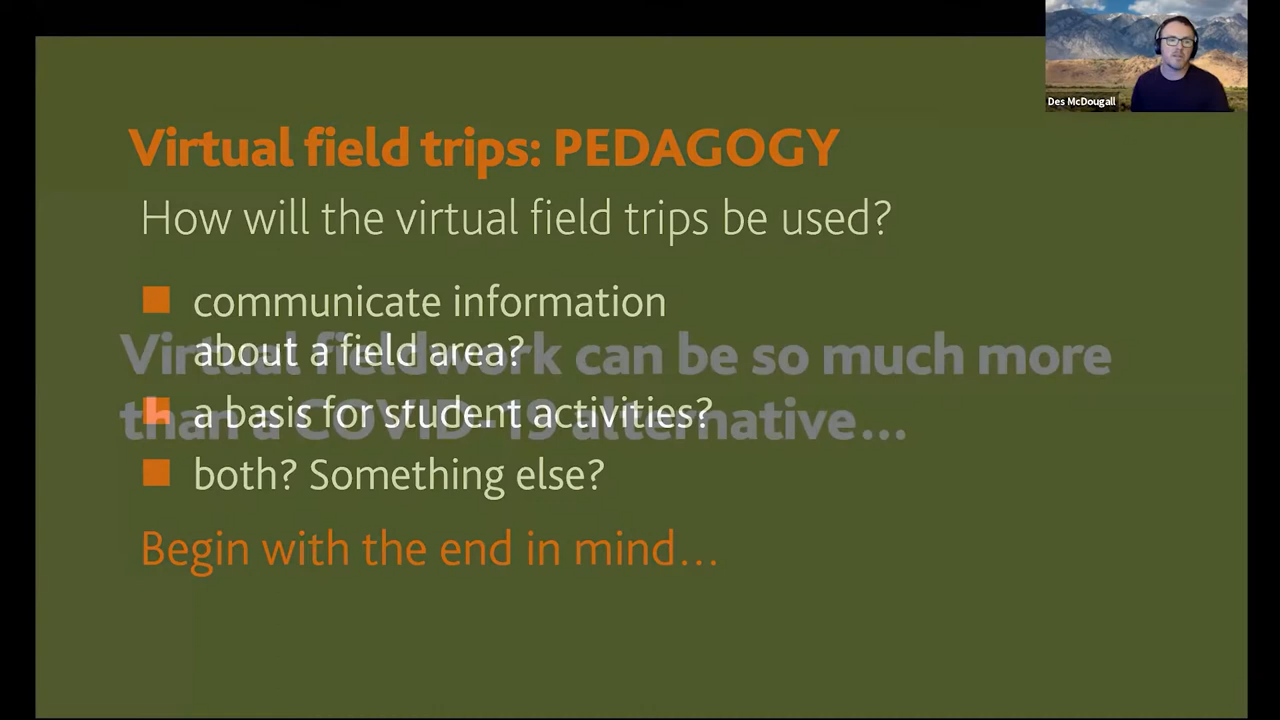 Des McDougall
Virtual field trips: PEDAGOGY
How will the virtual field trips be used?
communicate information
about a field area?
Virtual fieldwork can be so much more
a basis for student activities?
than a COVID-19 alternative...
both? Something else?
Begin with the end in mind...